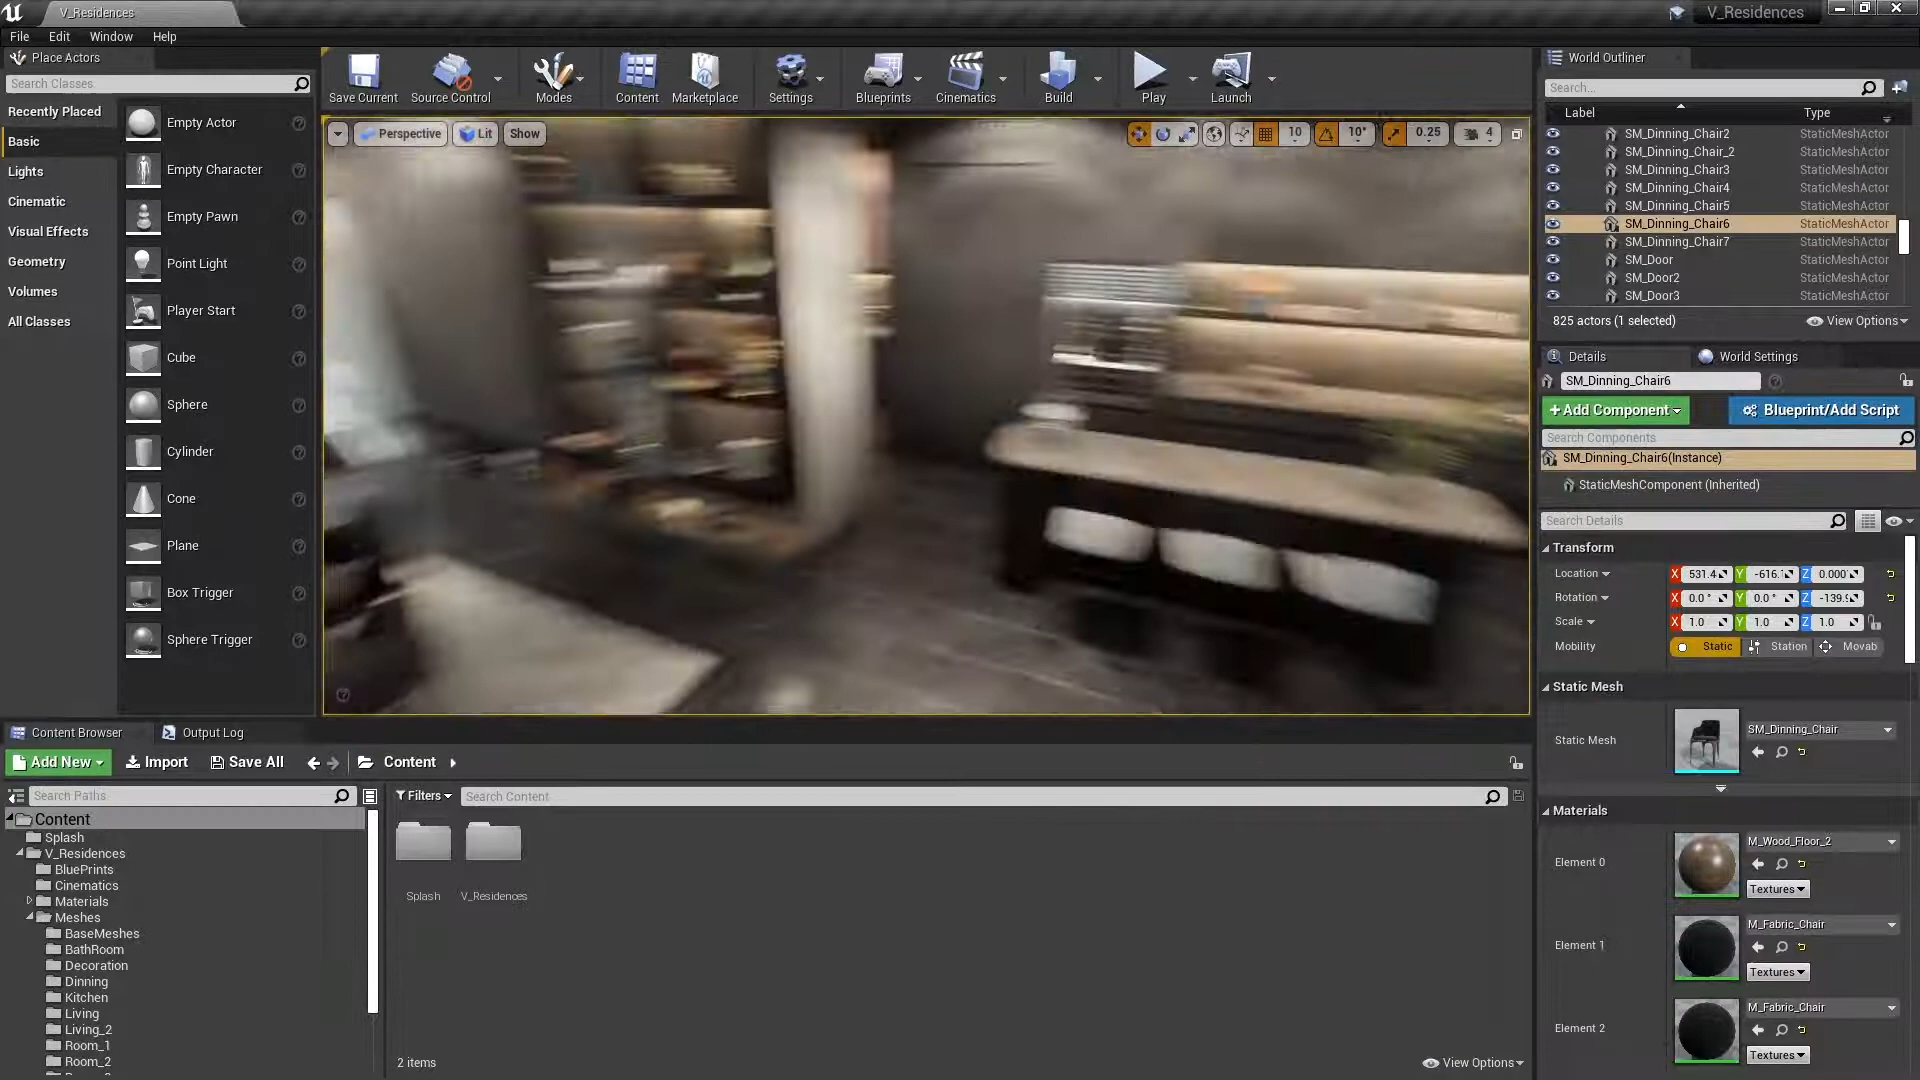 V_Residences
V_Residences
File Edit Window Help
Place Actors
Search Classes
Recently Placed
Basic
Lights
Cinematic
Visual Effects
Geometry
Volumes
All Classes
Empty Actor
Empty Character
Empty Pawn
Point Light
Player Start
Cube
Sphere
Cylinder
Cone
Plane
Box Trigger
Sphere Trigger
Save Current Source Control Modes Content Marketplace Settings Blueprints Cinematics Build Play Launch
Perspective Lit Show
10 10° 0.25 4
World Outliner
Search...
Label Type
SM_Dinning_Chair2 StaticMeshActor
SM_Dinning_Chair_2 StaticMeshActor
SM_Dinning_Chair3 StaticMeshActor
SM_Dinning_Chair4 StaticMeshActor
SM_Dinning_Chair5 StaticMeshActor
SM_Dinning_Chair6 StaticMeshActor
SM_Dinning_Chair7 StaticMeshActor
SM_Door StaticMeshActor
SM_Door2 StaticMeshActor
SM_Door3 StaticMeshActor
825 actors (1 selected) View Options
Details World Settings
SM_Dinning_Chair6
+Add Component Blueprint/Add Script
Search Components
SM_Dinning_Chair6(Instance)
StaticMeshComponent (Inherited)
Search Details
Transform
Location X 531.4 Y -616.1 Z 0.000
Rotation X 0.0 ° Y 0.0 ° Z -139.9
Scale X 1.0 Y 1.0 Z 1.0
Mobility Static Station Movab
Static Mesh
Static Mesh SM_Dinning_Chair
Materials
Element 0 M_Wood_Floor_2
Textures
Element 1 M_Fabric_Chair
Textures
Element 2 M_Fabric_Chair
Textures
Content Browser Output Log
Add New Import Save All Content
Search Paths
Filters Search Content
Content
Splash
V_Residences
BluePrints
Cinematics
Materials
Meshes
BaseMeshes
BathRoom
Decoration
Dinning
Kitchen
Living
Living_2
Room_1
Room_2
Splash V_Residences
2 items View Options